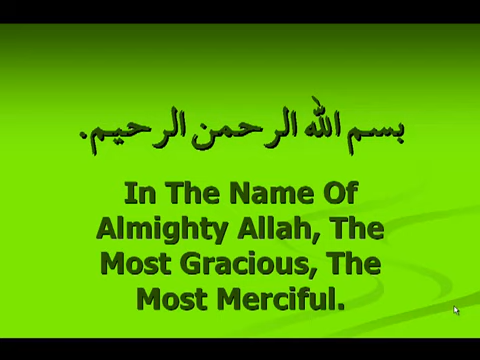 بسم الله الرحمن الرحيم.
In The Name Of
Almighty Allah, The
Most Gracious, The
Most Merciful.